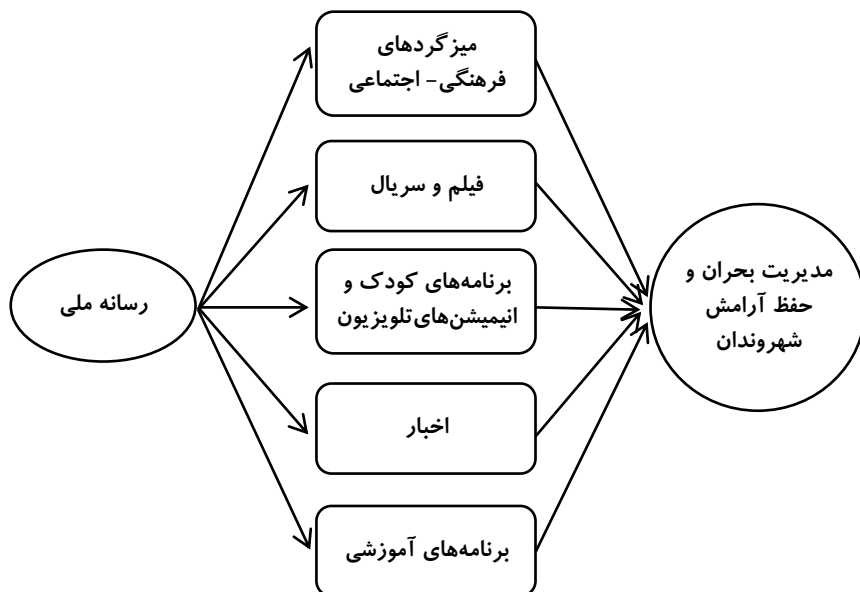 میزگردهای
فرهنگی- اجتماعی
فیلم و سریال
رسانه ملی
برنامه‌های کودک و
انیمیشن‌های تلویزیون
مدیریت بحران و
حفظ آرامش
شهروندان
اخبار
برنامه‌های آموزشی